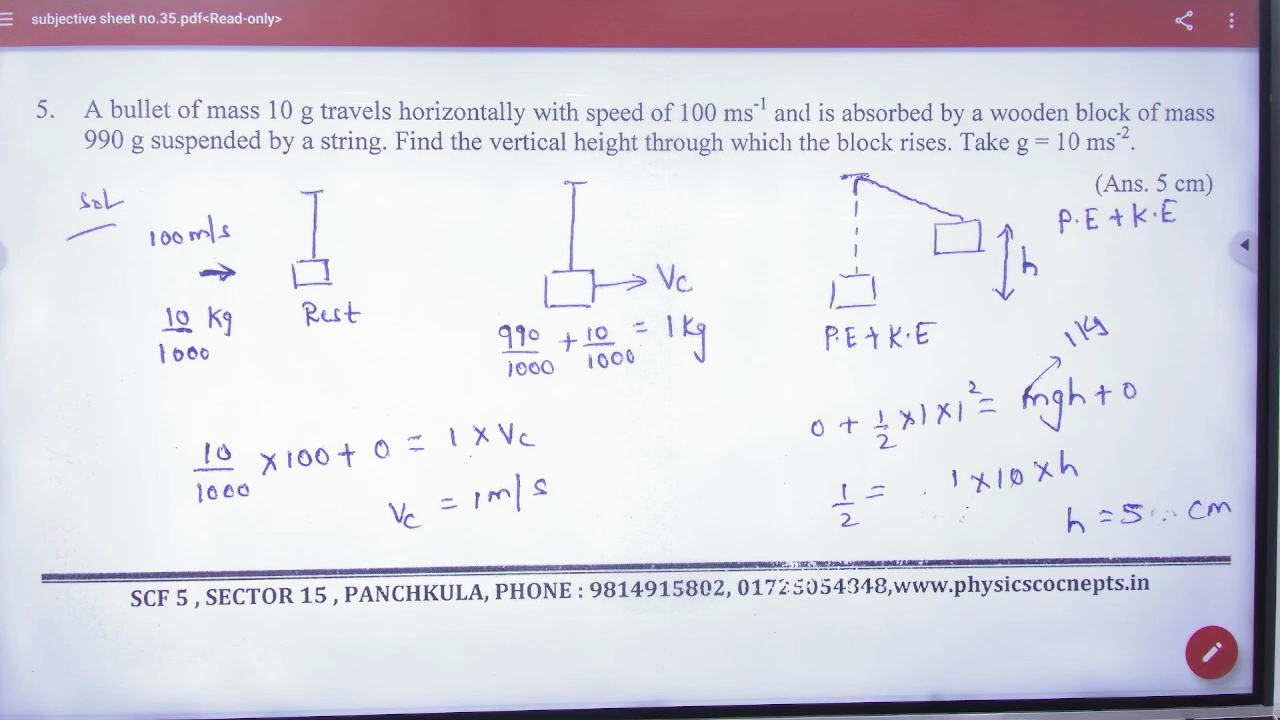 subjective sheet no.35.pdf<Read-only>
5. A bullet of mass 10 g travels horizontally with speed of 100 ms⁻¹ and is absorbed by a wooden block of mass
990 g suspended by a string. Find the vertical height through which the block rises. Take g = 10 ms⁻².
(Ans. 5 cm)
Sol
100 m/s
10/1000 Kg
Rest
Vc
990/1000 + 10/1000 = 1 Kg
h
P.E + K.E
P.E + K.E
1 Kg
10/1000 × 100 + 0 = 1 × Vc
Vc = 1 m/s
0 + 1/2 × 1 × 1² = mgh + 0
1/2 = 1 × 10 × h
h = 5 cm
SCF 5 , SECTOR 15 , PANCHKULA, PHONE : 9814915802, 01725054348,www.physicscocnepts.in